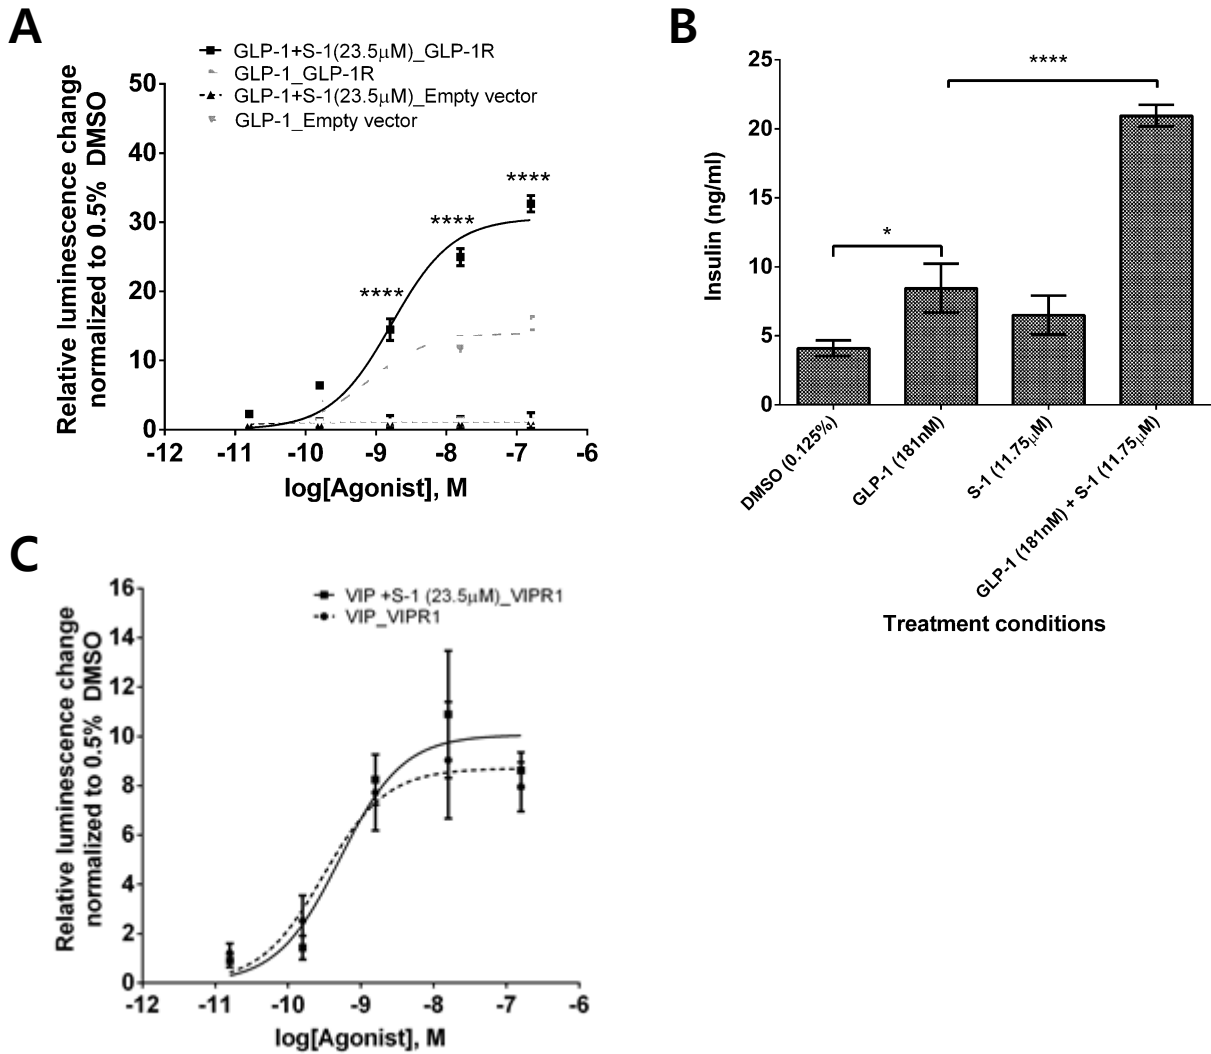 A
GLP-1+S-1(23.5μM)_GLP-1R
GLP-1_GLP-1R
GLP-1+S-1(23.5μM)_Empty vector
GLP-1_Empty vector
Relative luminescence change
normalized to 0.5% DMSO
50
40
30
20
10
0
****
****
****
-12
-11
-10
-9
-8
-7
-6
log[Agonist], M
B
Insulin (ng/ml)
25
20
15
10
5
0
*
****
DMSO (0.125%)
GLP-1 (181nM)
S-1 (11.75μM)
GLP-1 (181nM) + S-1 (11.75μM)
Treatment conditions
C
VIP +S-1 (23.5μM)_VIPR1
VIP_VIPR1
Relative luminescence change
normalized to 0.5% DMSO
16
14
12
10
8
6
4
2
0
-12
-11
-10
-9
-8
-7
-6
log[Agonist], M